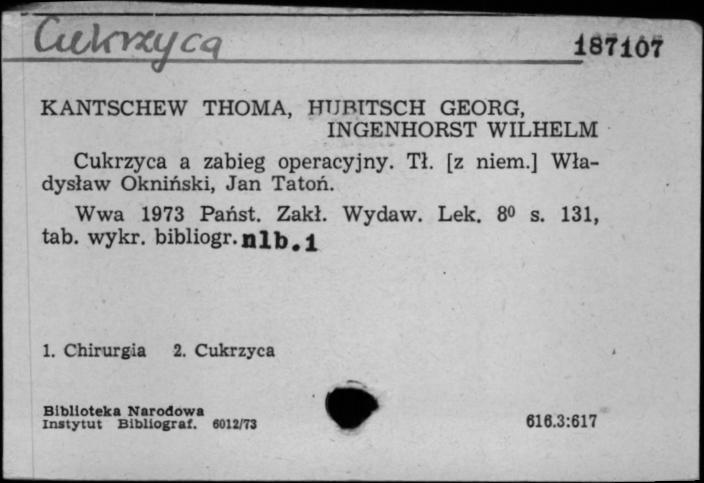 Cukrzyca
187107
KANTSCHEW THOMA, HUBITSCH GEORG,
INGENHORST WILHELM
Cukrzyca a zabieg operacyjny. Tł. [z niem.] Wła-
dysław Okniński, Jan Tatoń.
Wwa 1973 Państ. Zakł. Wydaw. Lek. 8⁰ s. 131,
tab. wykr. bibliogr. nlb. 1
1. Chirurgia 2. Cukrzyca
Biblioteka Narodowa
Instytut Bibliograf. 6012/73
616.3:617